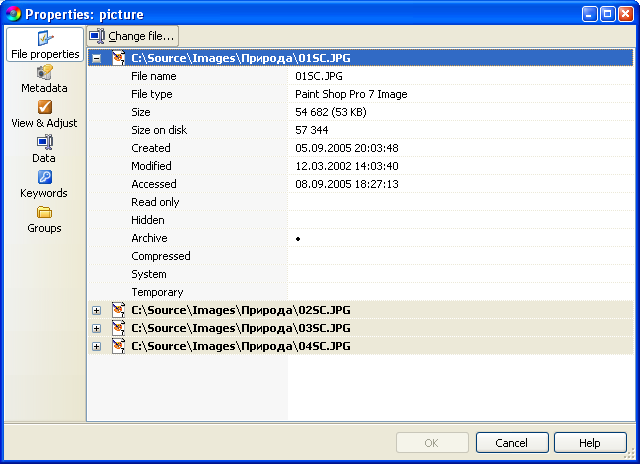 Properties: picture
File properties
Metadata
View & Adjust
Data
Keywords
Groups
Change file...
C:\Source\Images\Природа\01SC.JPG
File name 01SC.JPG
File type Paint Shop Pro 7 Image
Size 54 682 (53 KB)
Size on disk 57 344
Created 05.09.2005 20:03:48
Modified 12.03.2002 14:03:40
Accessed 08.09.2005 18:27:13
Read only
Hidden
Archive •
Compressed
System
Temporary
C:\Source\Images\Природа\02SC.JPG
C:\Source\Images\Природа\03SC.JPG
C:\Source\Images\Природа\04SC.JPG
OK Cancel Help